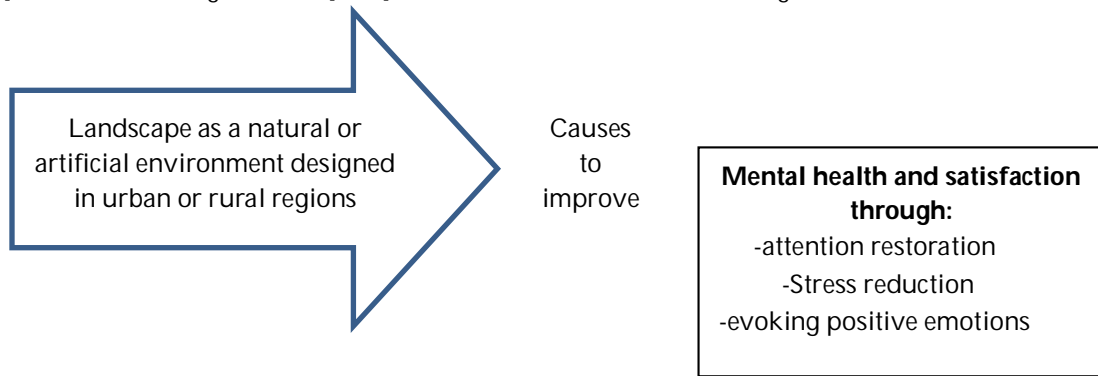 Landscape as a natural or
artificial environment designed
in urban or rural regions
Causes
to
improve
Mental health and satisfaction
through:
-attention restoration
-Stress reduction
-evoking positive emotions